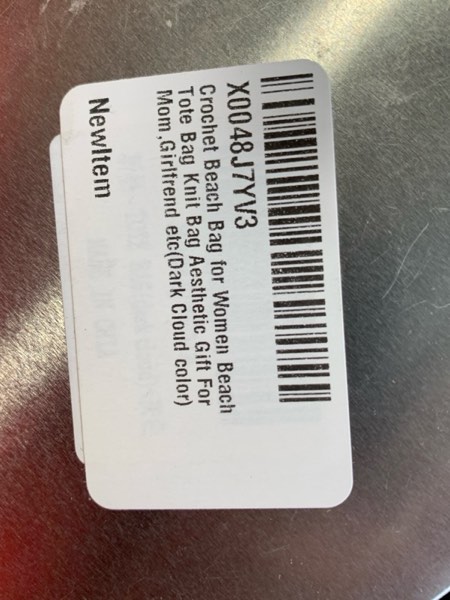 X0048J7YV3
Crochet Beach Bag for Women Beach
Tote Bag Knit Bag Aesthetic Gift For
Mom ,Girlfrend etc(Dark Cloud color)
NewItem